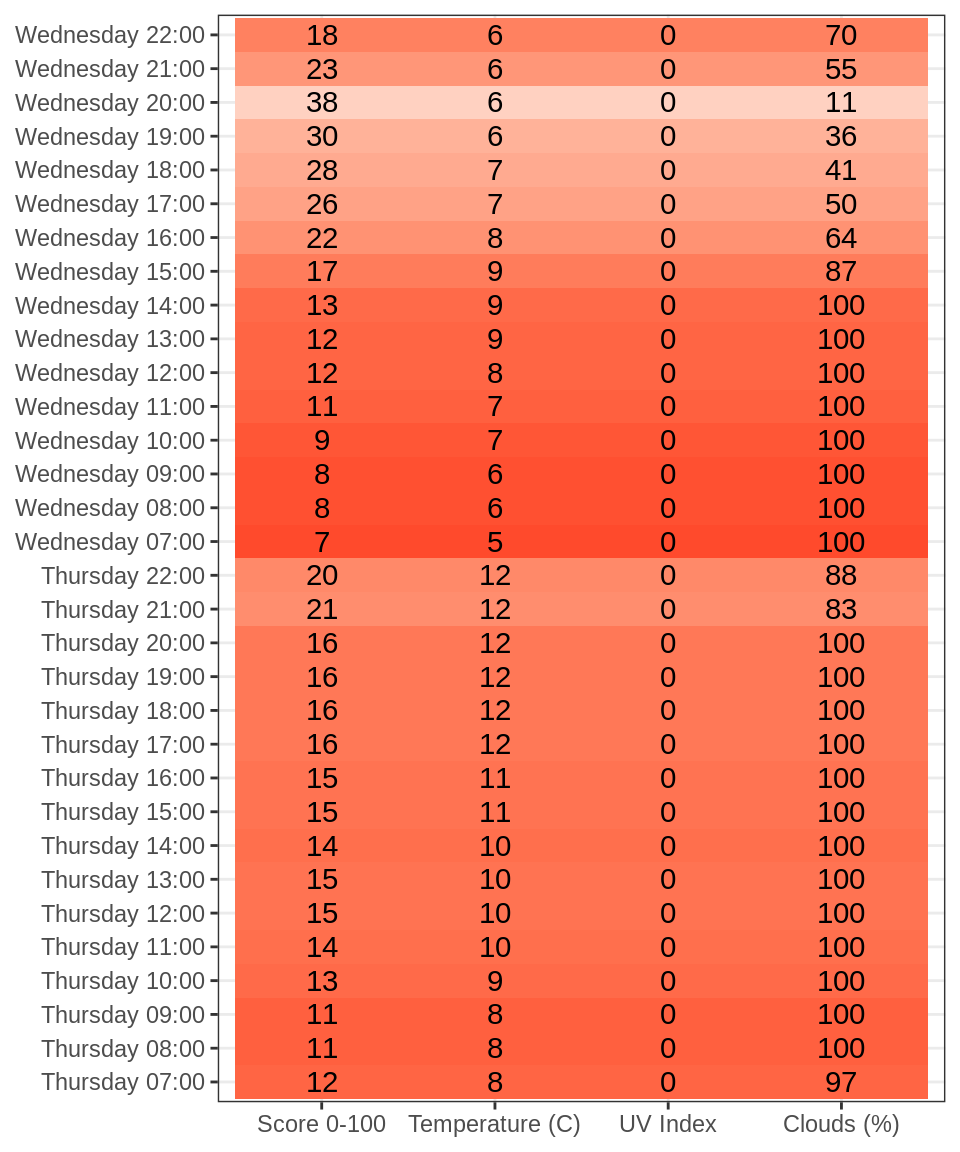 Wednesday 22:00 18 6 0 70
Wednesday 21:00 23 6 0 55
Wednesday 20:00 38 6 0 11
Wednesday 19:00 30 6 0 36
Wednesday 18:00 28 7 0 41
Wednesday 17:00 26 7 0 50
Wednesday 16:00 22 8 0 64
Wednesday 15:00 17 9 0 87
Wednesday 14:00 13 9 0 100
Wednesday 13:00 12 9 0 100
Wednesday 12:00 12 8 0 100
Wednesday 11:00 11 7 0 100
Wednesday 10:00 9 7 0 100
Wednesday 09:00 8 6 0 100
Wednesday 08:00 8 6 0 100
Wednesday 07:00 7 5 0 100
Thursday 22:00 20 12 0 88
Thursday 21:00 21 12 0 83
Thursday 20:00 16 12 0 100
Thursday 19:00 16 12 0 100
Thursday 18:00 16 12 0 100
Thursday 17:00 16 12 0 100
Thursday 16:00 15 11 0 100
Thursday 15:00 15 11 0 100
Thursday 14:00 14 10 0 100
Thursday 13:00 15 10 0 100
Thursday 12:00 15 10 0 100
Thursday 11:00 14 10 0 100
Thursday 10:00 13 9 0 100
Thursday 09:00 11 8 0 100
Thursday 08:00 11 8 0 100
Thursday 07:00 12 8 0 97
Score 0-100 Temperature (C) UV Index Clouds (%)